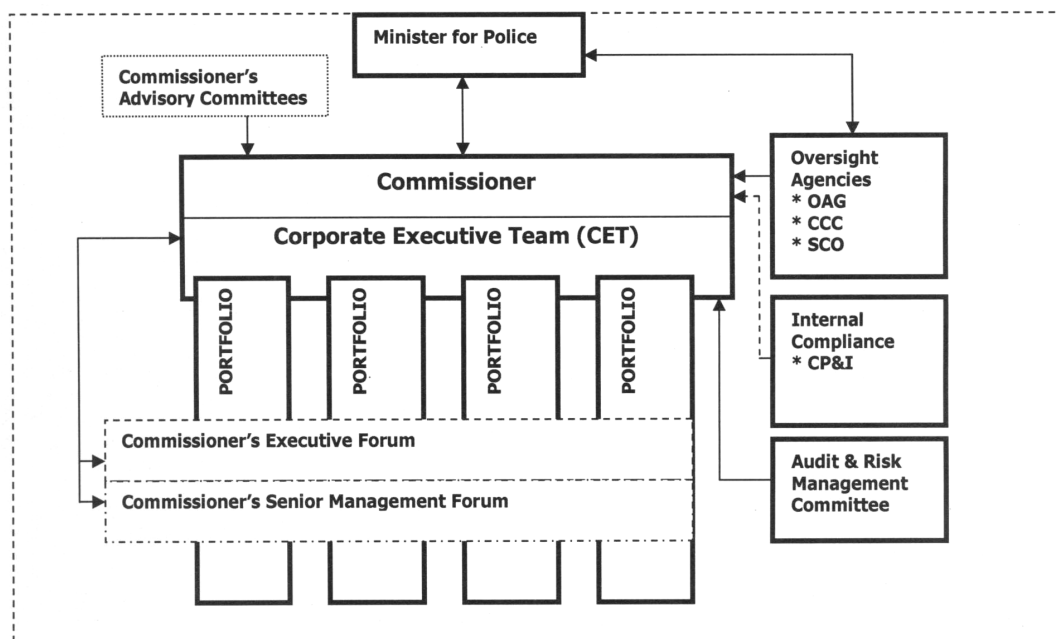 Minister for Police
Commissioner's
Advisory Committees
Commissioner
Corporate Executive Team (CET)
Oversight
Agencies
* OAG
* CCC
* SCO
PORTFOLIO
PORTFOLIO
PORTFOLIO
PORTFOLIO
Internal
Compliance
* CP&I
Commissioner's Executive Forum
Commissioner's Senior Management Forum
Audit & Risk
Management
Committee